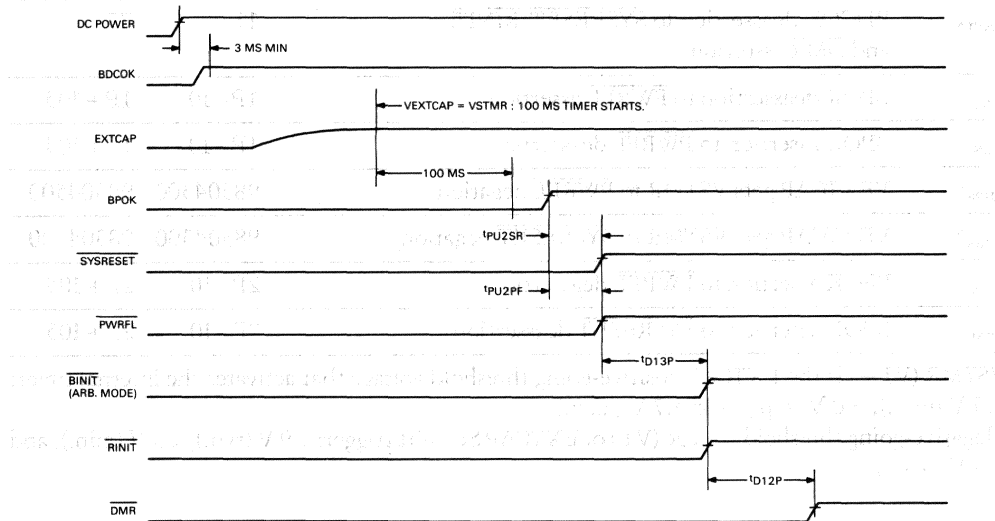 DC POWER
3 MS MIN
BDCOK
VEXTCAP = VSTMR : 100 MS TIMER STARTS.
EXTCAP
100 MS
BPOK
tPU2SR
SYSRESET
tPU2PF
PWRFL
tD13P
BINIT
(ARB. MODE)
RINIT
tD12P
DMR